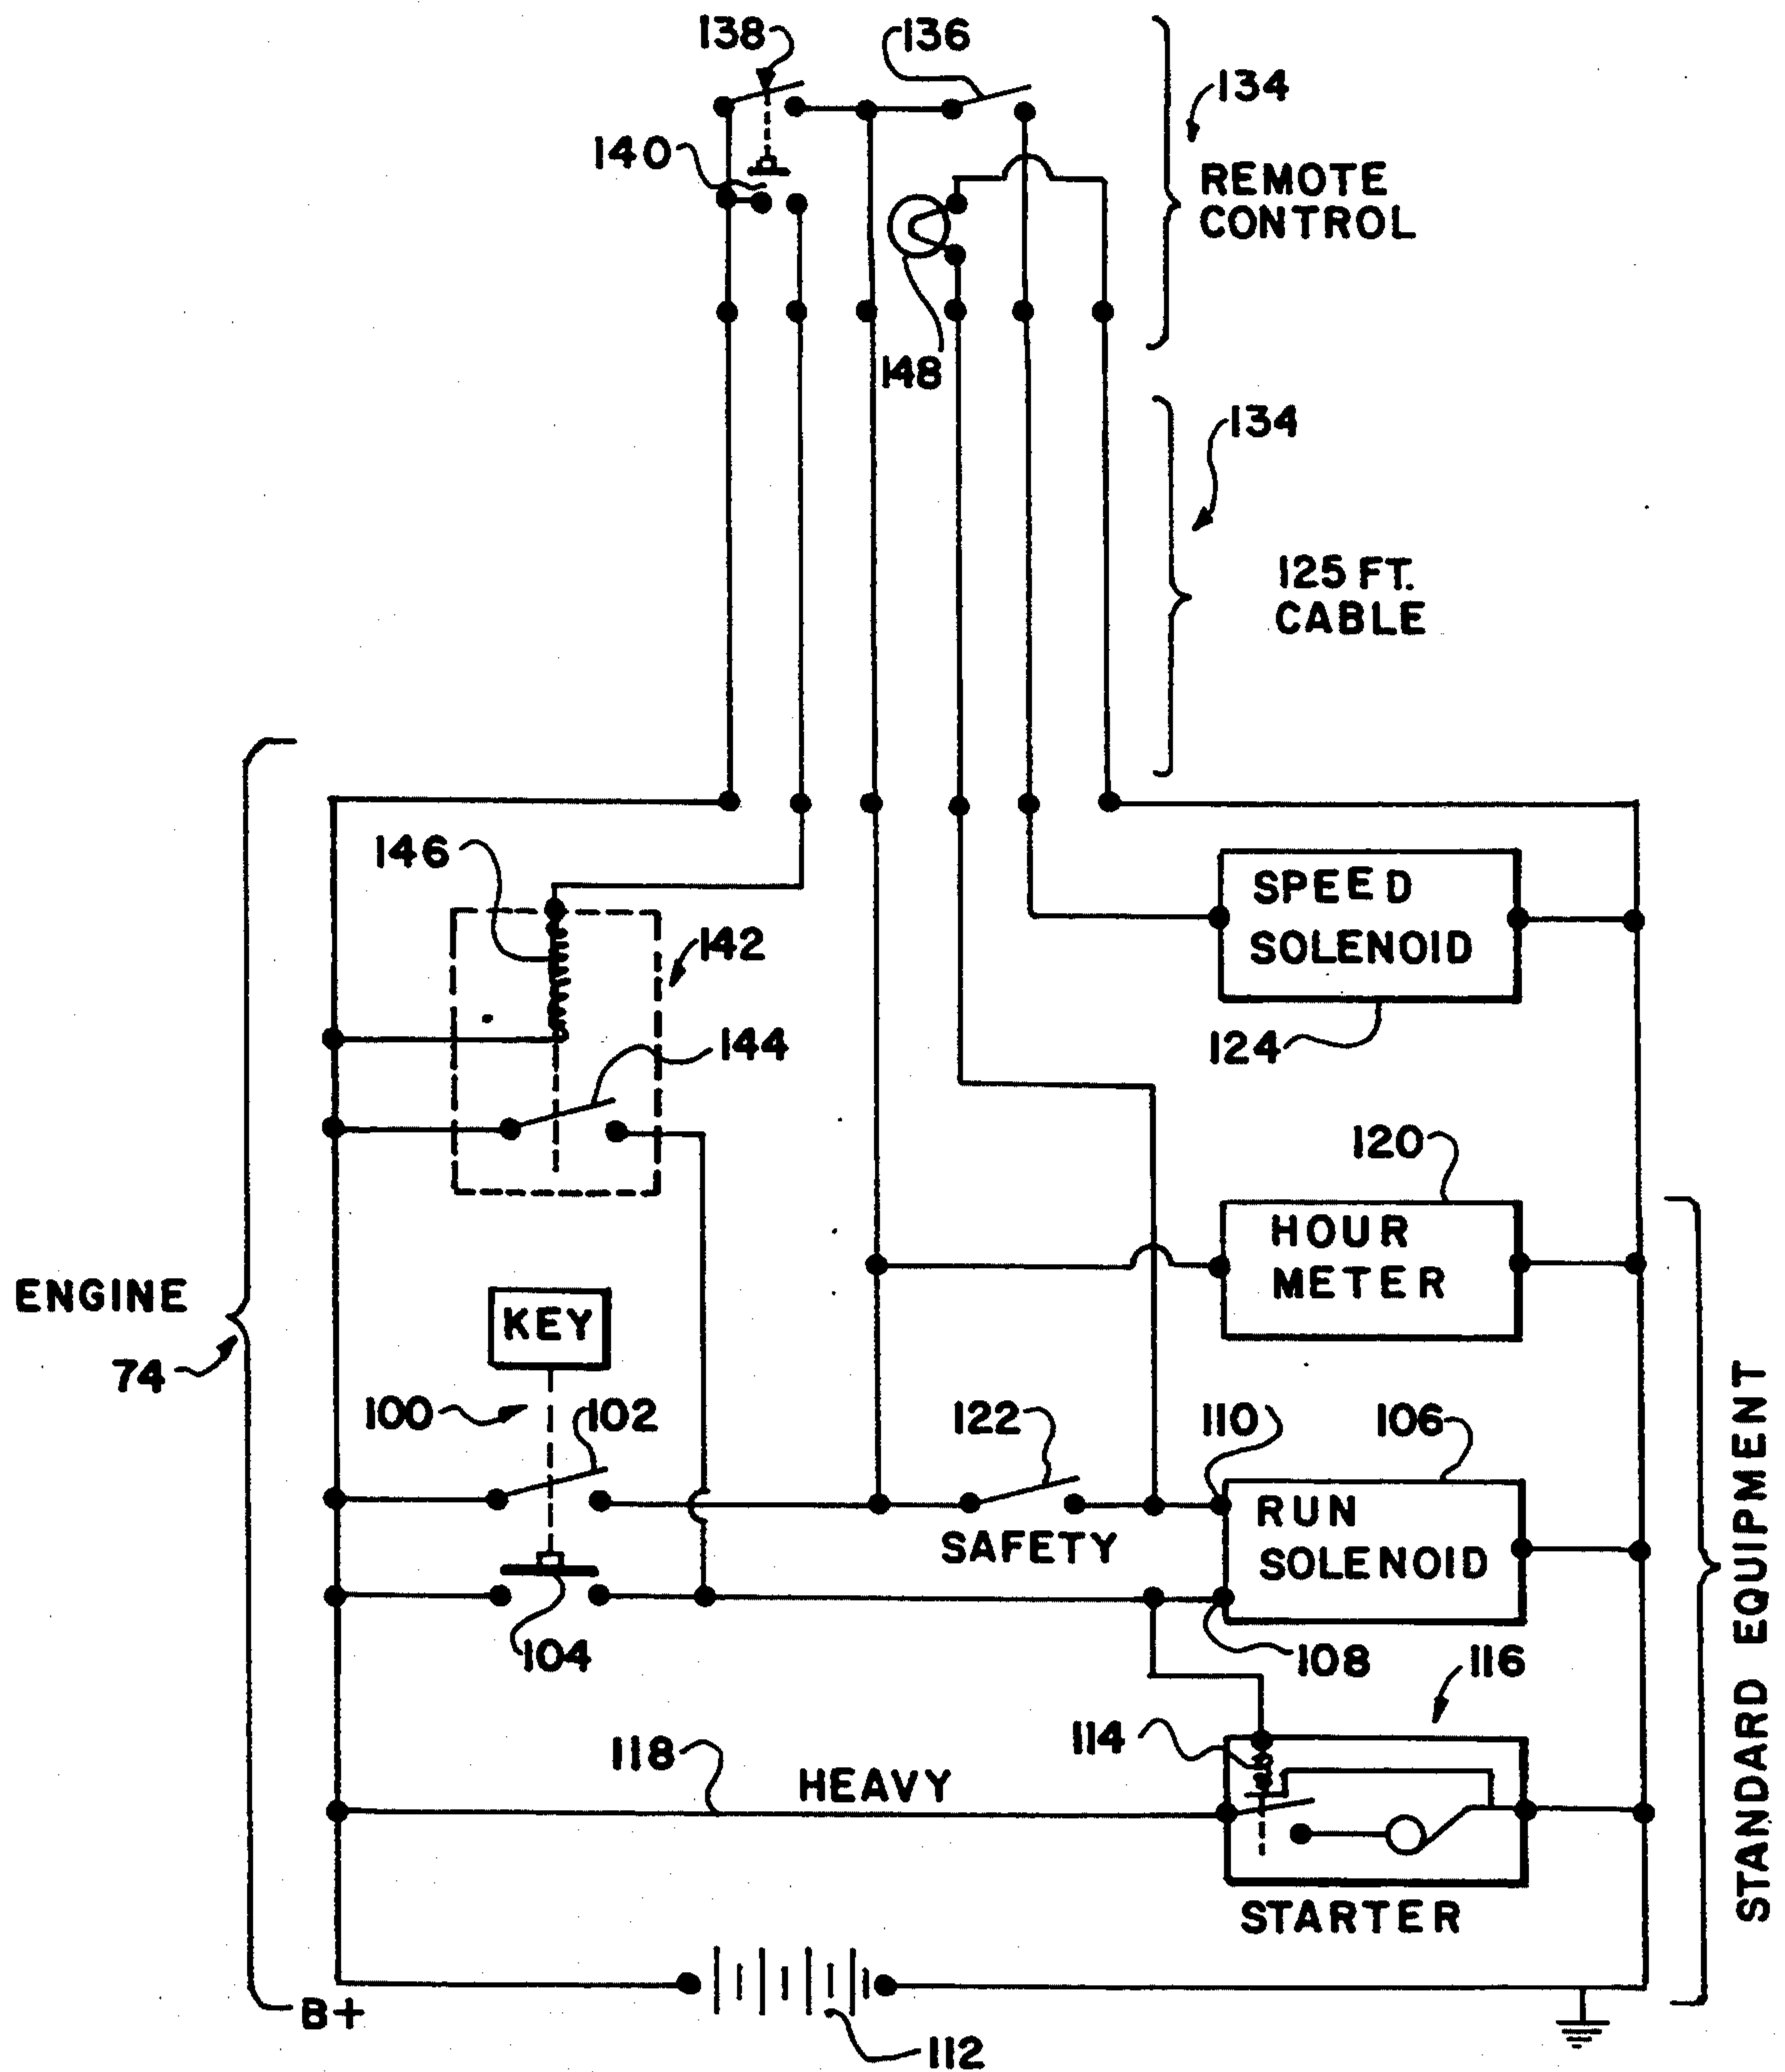 138
136
134
140
REMOTE
CONTROL
148
134
125 FT.
CABLE
146
142
SPEED
SOLENOID
144
124
120
HOUR
METER
ENGINE
74
KEY
100
102
122
110
106
RUN
SOLENOID
SAFETY
104
108
116
114
118
HEAVY
STARTER
STANDARD EQUIPMENT
B+
112